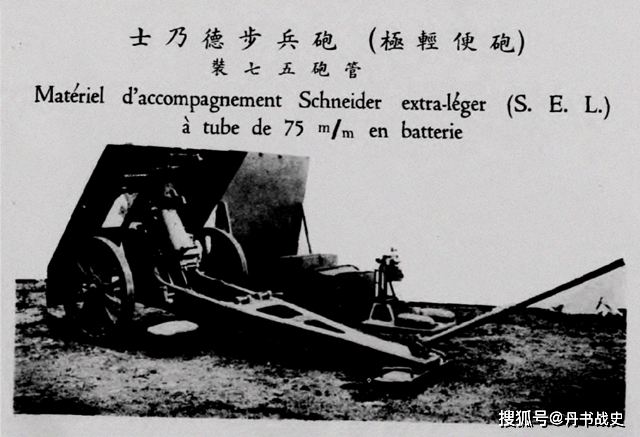 士乃德步兵砲(極輕便砲)
裝七五砲管
Matériel d'accompagnement Schneider extra-léger (S. E. L.)
à tube de 75 m/m en batterie
搜狐号@丹书战史